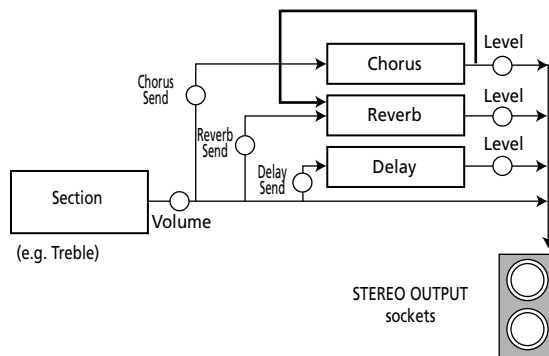 Level
Chorus
Chorus
Send
Level
Reverb
Reverb
Send
Level
Delay
Delay
Send
Section
Volume
(e.g. Treble)
STEREO OUTPUT
sockets